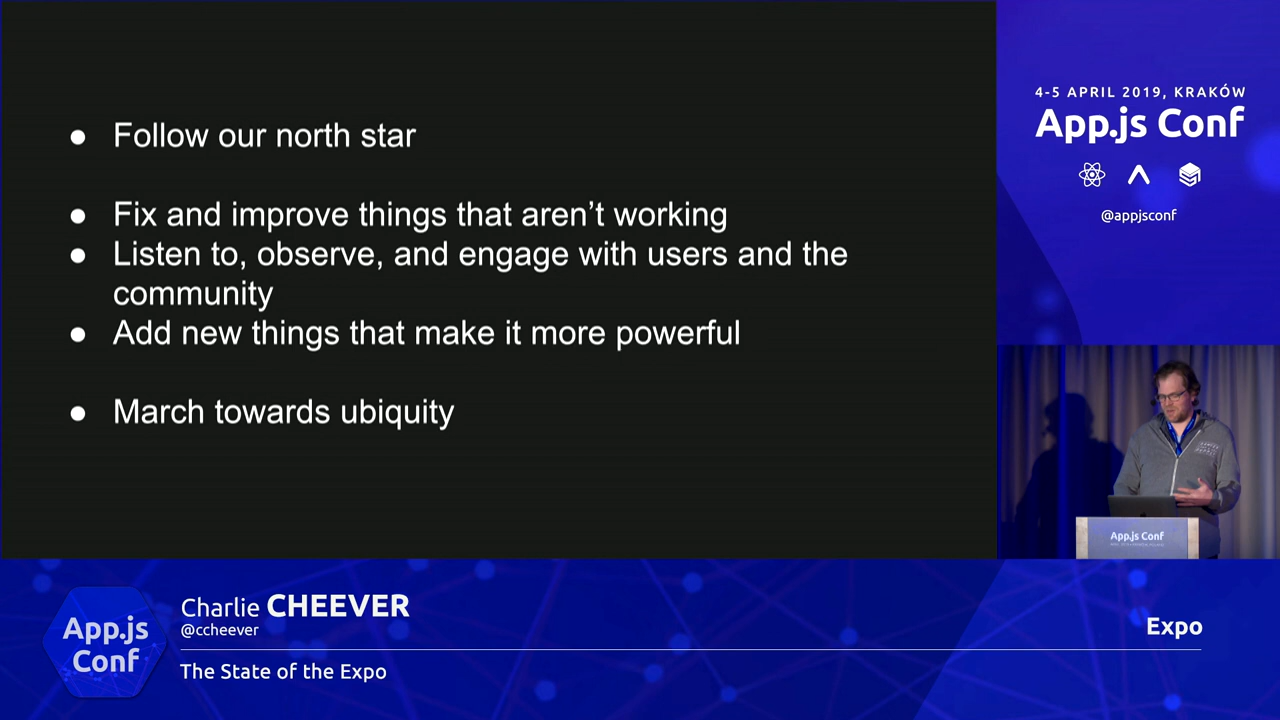 ● Follow our north star
● Fix and improve things that aren’t working
● Listen to, observe, and engage with users and the
community
● Add new things that make it more powerful
● March towards ubiquity
4-5 APRIL 2019, KRAKÓW
App.js Conf
@appjsconf
App.js Conf
App.js
Conf
Charlie CHEEVER
@ccheever
The State of the Expo
Expo